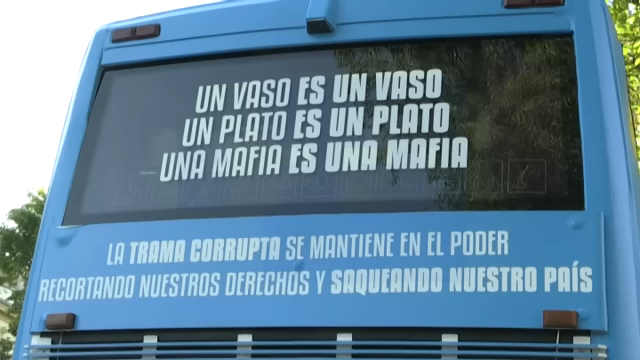 UN VASO ES UN VASO
UN PLATO ES UN PLATO
UNA MAFIA ES UNA MAFIA
LA TRAMA CORRUPTA SE MANTIENE EN EL PODER
RECORTANDO NUESTROS DERECHOS Y SAQUEANDO NUESTRO PAÍS